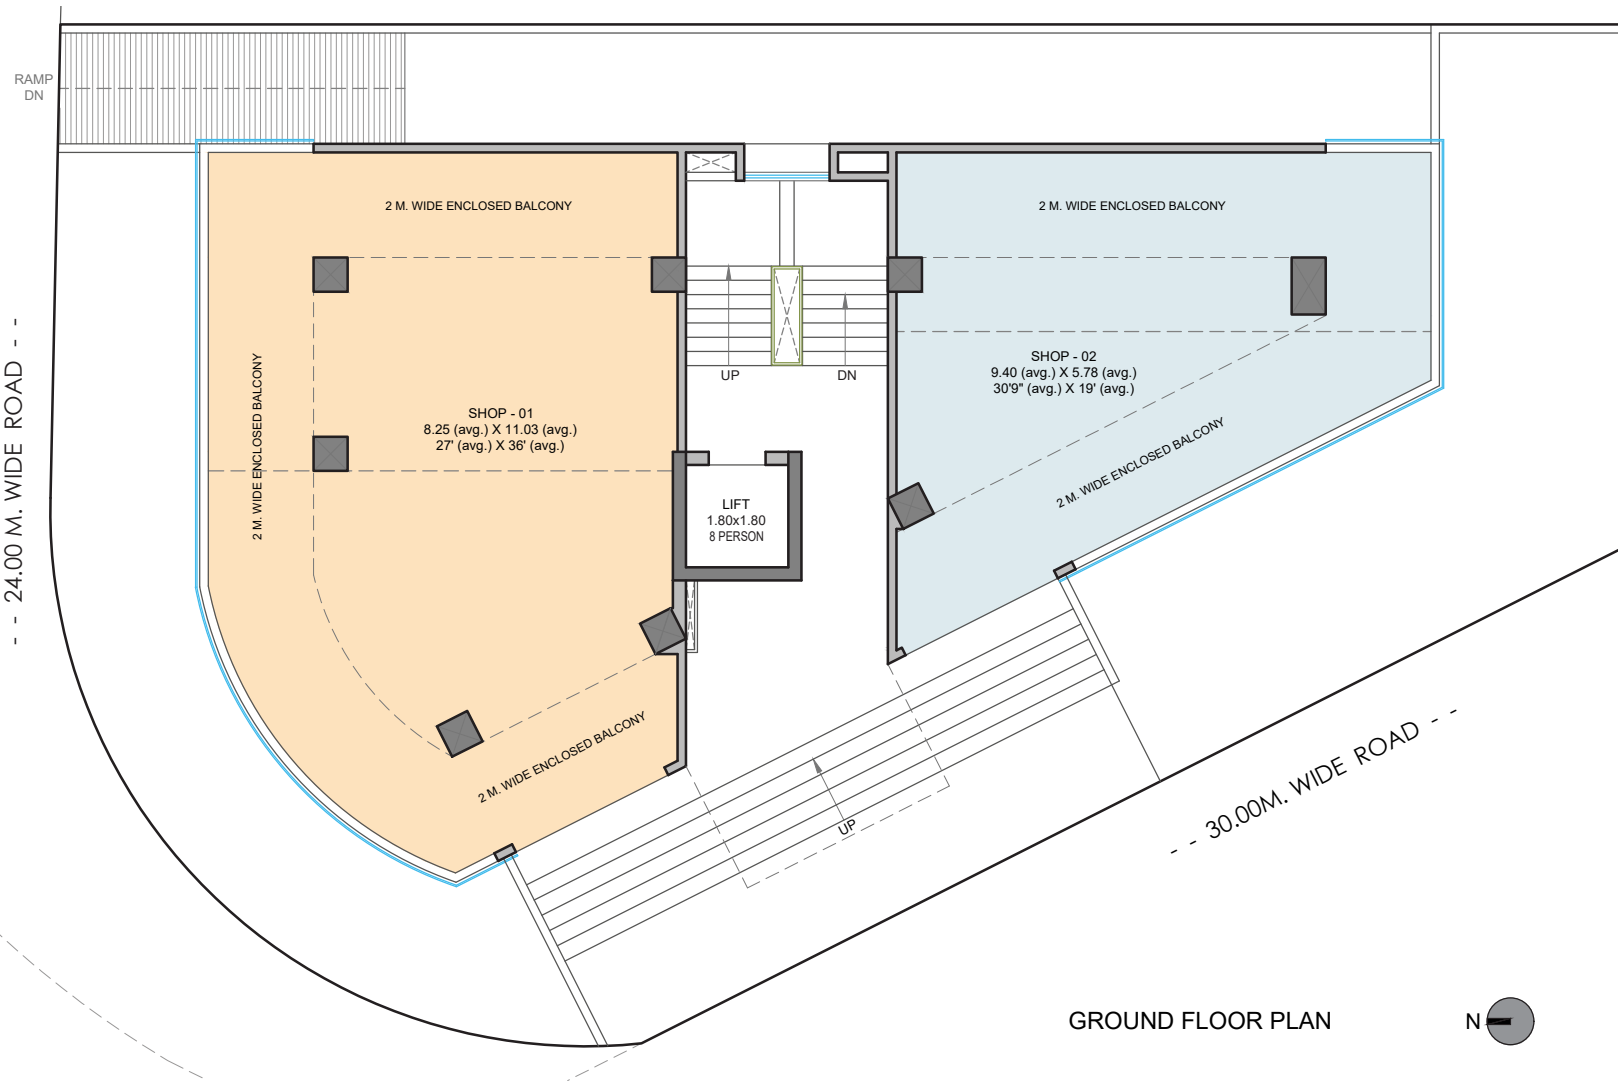 RAMP
DN
2 M. WIDE ENCLOSED BALCONY
2 M. WIDE ENCLOSED BALCONY
- - 24.00 M. WIDE ROAD - -
2 M. WIDE ENCLOSED BALCONY
SHOP - 01
8.25 (avg.) X 11.03 (avg.)
27' (avg.) X 36' (avg.)
UP
DN
SHOP - 02
9.40 (avg.) X 5.78 (avg.)
30'9" (avg.) X 19' (avg.)
2 M. WIDE ENCLOSED BALCONY
LIFT
1.80x1.80
8 PERSON
2 M. WIDE ENCLOSED BALCONY
UP
- - 30.00M. WIDE ROAD - -
GROUND FLOOR PLAN
N